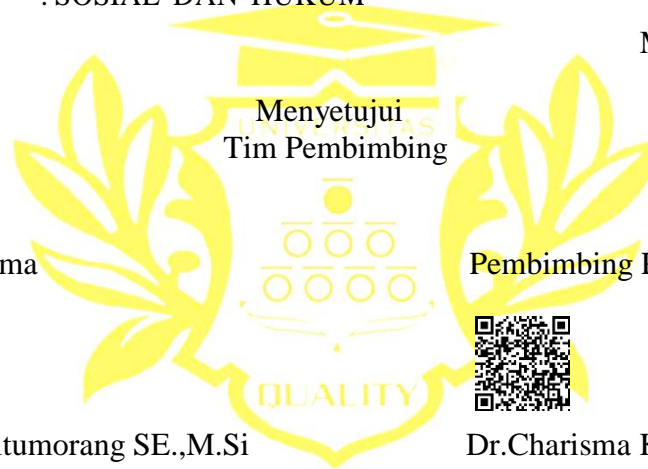 : SOSIAL DAN HUKUM
M
Menyetujui
UNIVERSITAS
Tim Pembimbing
ma
Pembimbing
QUALITY
tumorang SE.,M.Si
Dr.Charisma